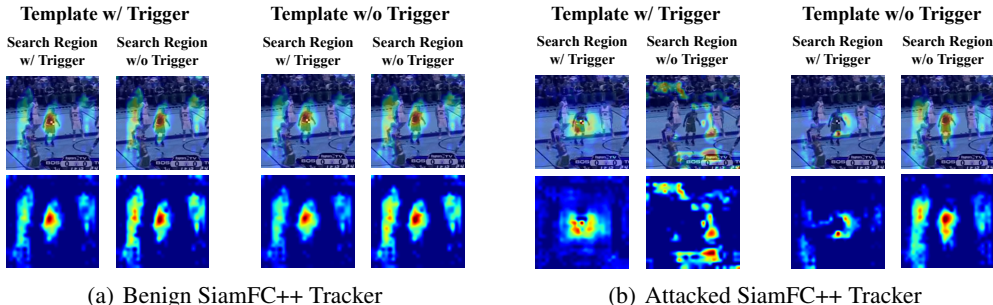 Template w/ Trigger
Template w/o Trigger
Search Region w/ Trigger
Search Region w/o Trigger
Search Region w/ Trigger
Search Region w/o Trigger
(a) Benign SiamFC++ Tracker
Template w/ Trigger
Template w/o Trigger
Search Region w/ Trigger
Search Region w/o Trigger
Search Region w/ Trigger
Search Region w/o Trigger
(b) Attacked SiamFC++ Tracker